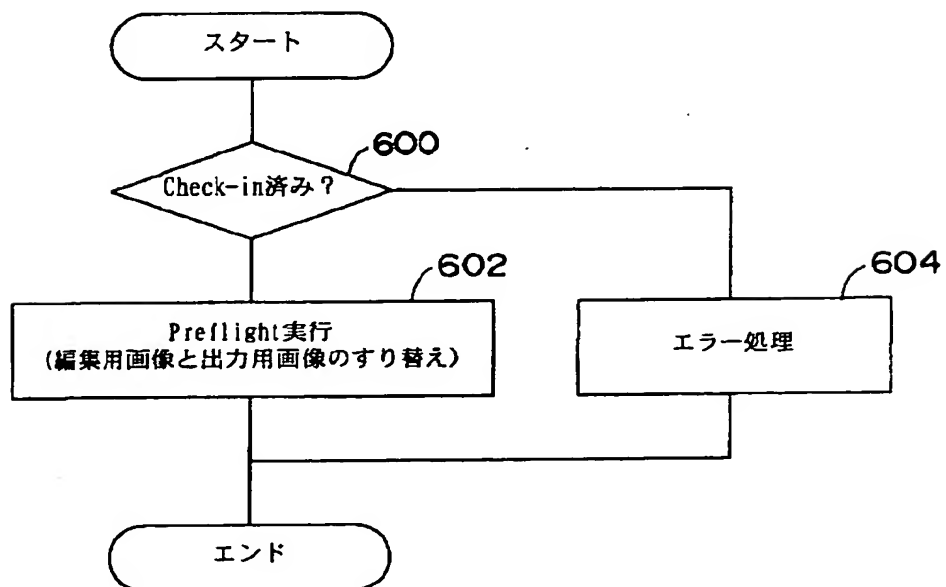 スタート
600
Check-in済み？
602
Preflight実行
(編集用画像と出力用画像のすり替え)
604
エラー処理
エンド